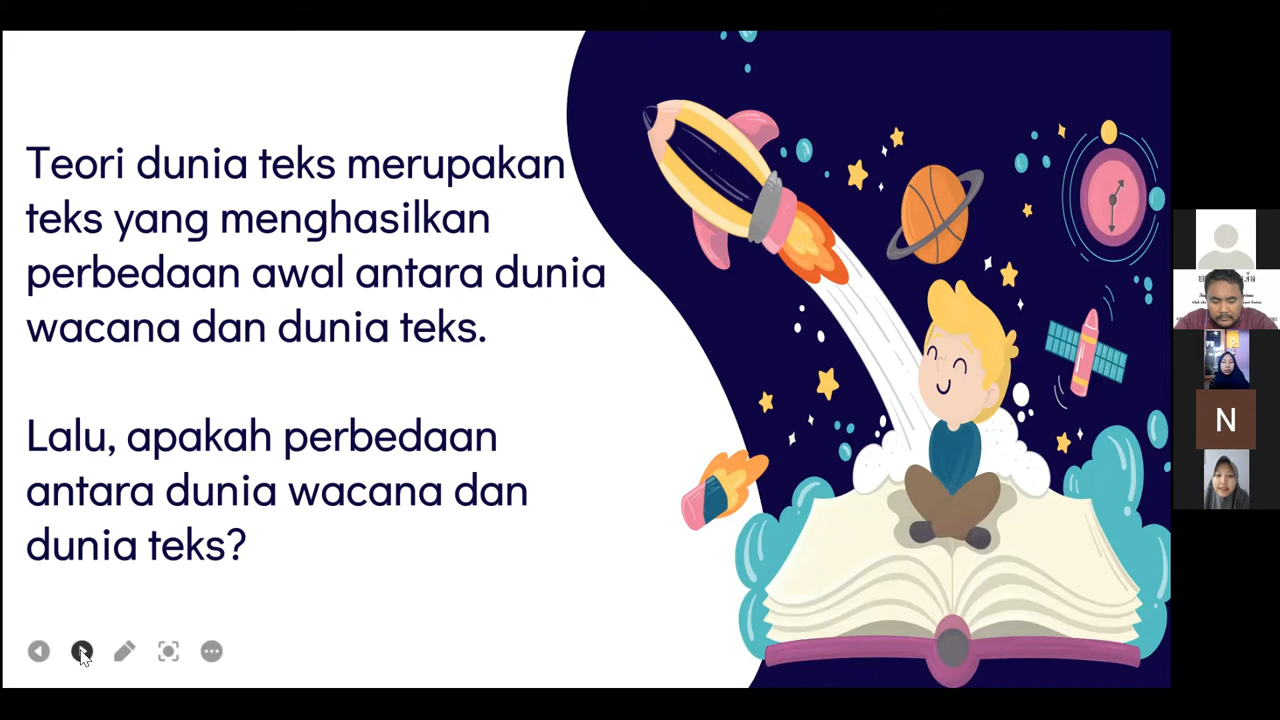 Teori dunia teks merupakan
teks yang menghasilkan
perbedaan awal antara dunia
wacana dan dunia teks.
Lalu, apakah perbedaan
antara dunia wacana dan
dunia teks?
N